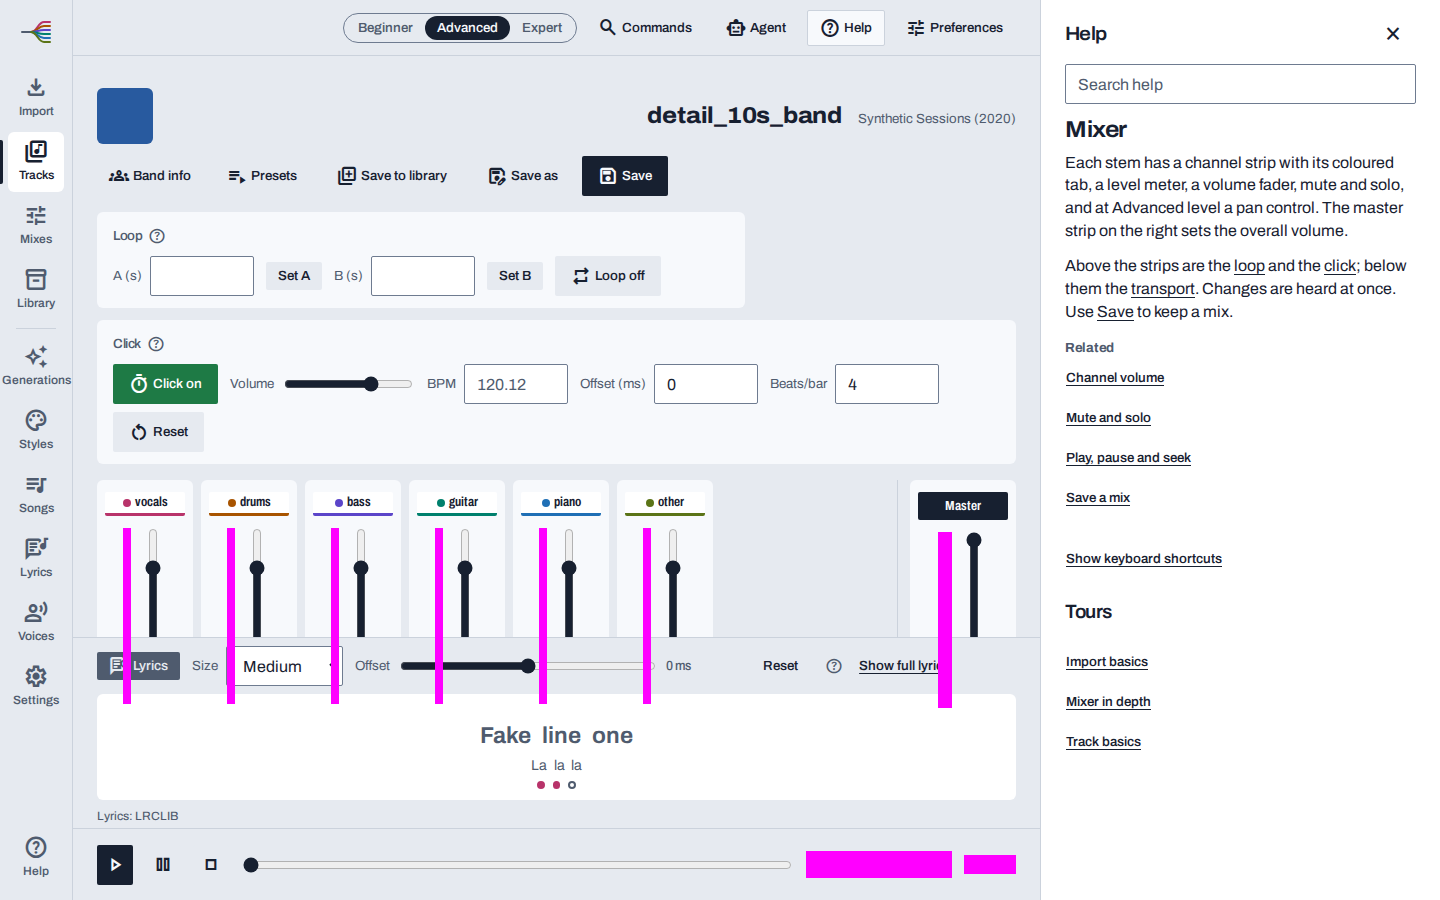 Beginner Advanced Expert Commands Agent Help Preferences
Import
Tracks
Mixes
Library
Generations
Styles
Songs
Lyrics
Voices
Settings
Help
detail_10s_band Synthetic Sessions (2020)
Band info Presets Save to library Save as Save
Loop
A (s) Set A B (s) Set B Loop off
Click
Click on Volume BPM 120.12 Offset (ms) 0 Beats/bar 4
Reset
vocals drums bass guitar piano other Master
Lyrics Size Medium Offset 0 ms Reset Show full
Fake line one
La la la
Lyrics: LRCLIB
Help
Search help
Mixer
Each stem has a channel strip with its coloured
tab, a level meter, a volume fader, mute and solo,
and at Advanced level a pan control. The master
strip on the right sets the overall volume.
Above the strips are the loop and the click; below
them the transport. Changes are heard at once.
Use Save to keep a mix.
Related
Channel volume
Mute and solo
Play, pause and seek
Save a mix
Show keyboard shortcuts
Tours
Import basics
Mixer in depth
Track basics